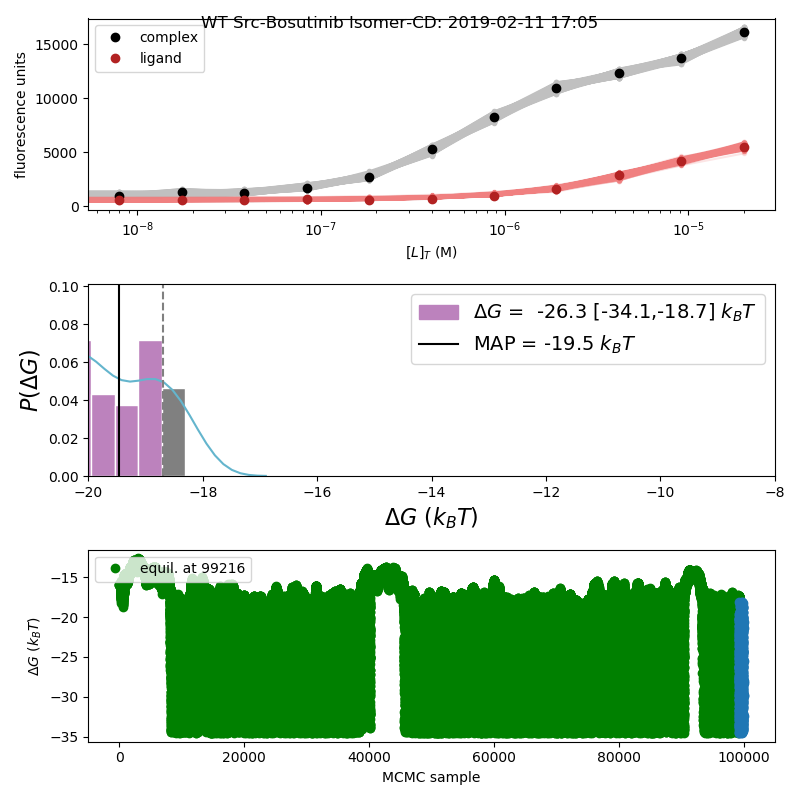 WT Src-Bosutinib Isomer-CD: 2019-02-11 17:05
complex
ligand
fluorescence units
15000
10000
5000
0
10⁻⁸ 10⁻⁷ 10⁻⁶ 10⁻⁵
[L]_T (M)
ΔG = -26.3 [-34.1,-18.7] k_BT
MAP = -19.5 k_BT
P(ΔG)
0.10
0.08
0.06
0.04
0.02
0.00
−20 −18 −16 −14 −12 −10 −8
ΔG (k_BT)
equil. at 99216
ΔG (k_BT)
−15
−20
−25
−30
−35
0 20000 40000 60000 80000 100000
MCMC sample